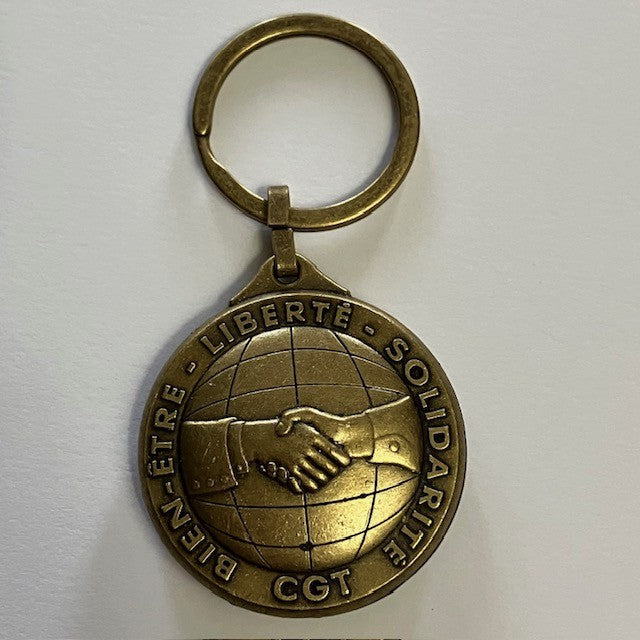 BIEN-ÊTRE - LIBERTÉ - SOLIDARITÉ
CGT